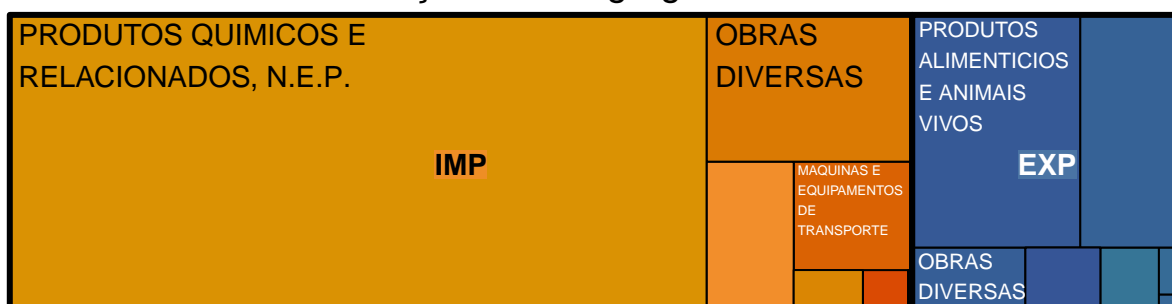 PRODUTOS QUIMICOS E
RELACIONADOS, N.E.P.
IMP
OBRAS
DIVERSAS
MAQUINAS E
EQUIPAMENTOS
DE
TRANSPORTE
PRODUTOS
ALIMENTICIOS
E ANIMAIS
VIVOS
EXP
OBRAS
DIVERSAS